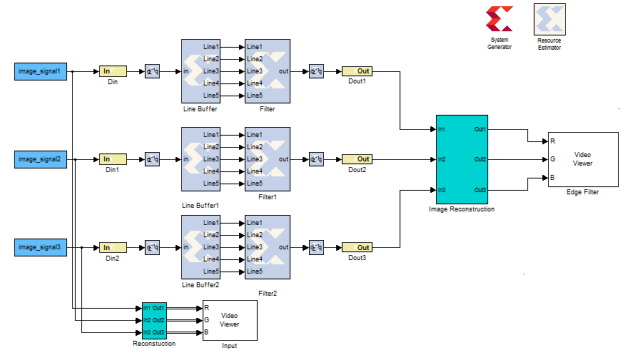 System
Generator
Resource
Estimator
image_signal1
In
Din
Line1
Line2
Line3
Line4
Line5
in
Line Buffer
Line1
Line2
Line3
Line4
Line5
out
Filter
Out
Dout1
image_signal2
In
Din1
Line1
Line2
Line3
Line4
Line5
in
Line Buffer1
Line1
Line2
Line3
Line4
Line5
out
Filter1
Out
Dout2
image_signal3
In
Din2
Line1
Line2
Line3
Line4
Line5
in
Line Buffer2
Line1
Line2
Line3
Line4
Line5
out
Filter2
Out
Dout3
In1
In2
In3
Out1
Out2
Out3
Image Reconstruction
R
G
B
Video
Viewer
Edge Filter
In1 Out1
In2 Out2
In3 Out3
Reconstuction
R
G
B
Video
Viewer
Input